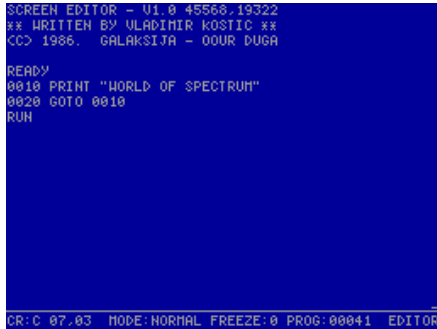 SCREEN EDITOR - V1.0 45568,19322
** WRITTEN BY VLADIMIR KOSTIC **
(C) 1986. GALAKSIJA - OOUR DUGA
READY
0010 PRINT "WORLD OF SPECTRUM"
0020 GOTO 0010
RUN
CR:C 07,03 MODE:NORMAL FREEZE:0 PROG:00041 EDITOR